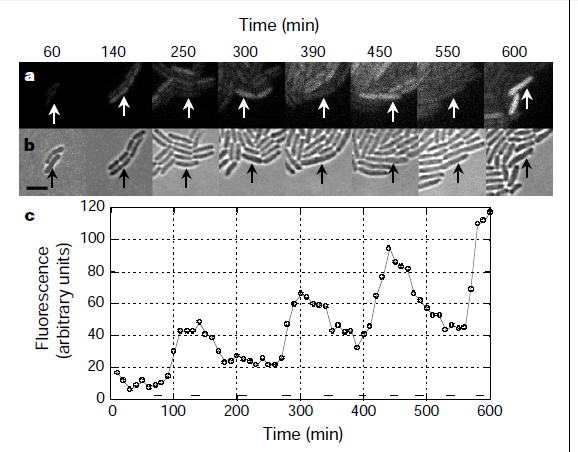 Time (min)
60 140 250 300 390 450 550 600
a
b
c
120
100
80
60
40
20
0
Fluorescence
(arbitrary units)
0 100 200 300 400 500 600
Time (min)